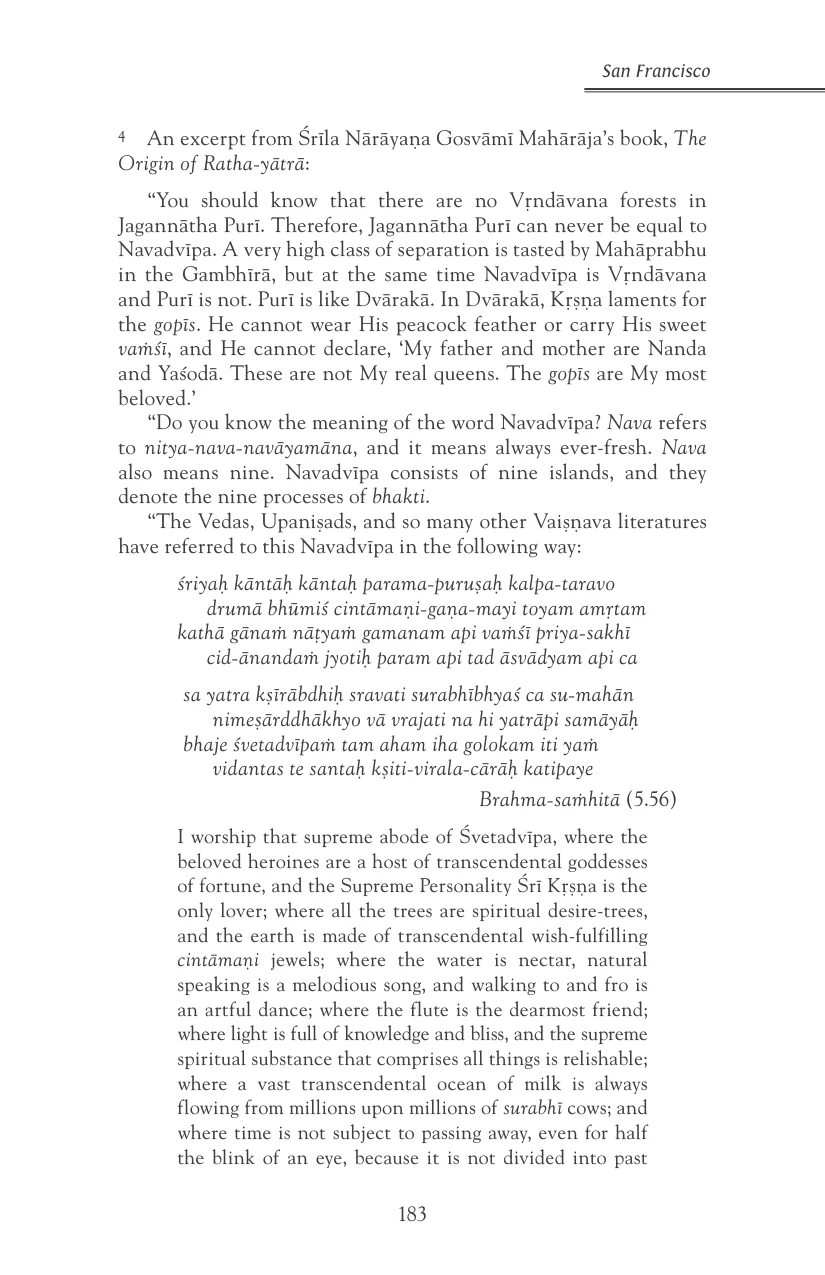 San Francisco
4 An excerpt from Śrīla Nārāyaṇa Gosvāmī Mahārāja’s book, The
Origin of Ratha-yātrā:
“You should know that there are no Vṛndāvana forests in
Jagannātha Purī. Therefore, Jagannātha Purī can never be equal to
Navadvīpa. A very high class of separation is tasted by Mahāprabhu
in the Gambhīrā, but at the same time Navadvīpa is Vṛndāvana
and Purī is not. Purī is like Dvārakā. In Dvārakā, Kṛṣṇa laments for
the gopīs. He cannot wear His peacock feather or carry His sweet
vaṁśī, and He cannot declare, ‘My father and mother are Nanda
and Yaśodā. These are not My real queens. The gopīs are My most
beloved.’
“Do you know the meaning of the word Navadvīpa? Nava refers
to nitya-nava-navāyamāna, and it means always ever-fresh. Nava
also means nine. Navadvīpa consists of nine islands, and they
denote the nine processes of bhakti.
“The Vedas, Upaniṣads, and so many other Vaiṣṇava literatures
have referred to this Navadvīpa in the following way:
śriyaḥ kāntāḥ kāntaḥ parama-puruṣaḥ kalpa-taravo
drumā bhūmiś cintāmaṇi-gaṇa-mayi toyam amṛtam
kathā gānaṁ nāṭyaṁ gamanam api vaṁśī priya-sakhī
cid-ānandaṁ jyotiḥ param api tad āsvādyam api ca
sa yatra kṣīrābdhiḥ sravati surabhībhyaś ca su-mahān
nimeṣārddhākhyo vā vrajati na hi yatrāpi samāyāḥ
bhaje śvetadvīpaṁ tam aham iha golokam iti yaṁ
vidantas te santaḥ kṣiti-virala-cārāḥ katipaye
Brahma-saṁhitā (5.56)
I worship that supreme abode of Śvetadvīpa, where the
beloved heroines are a host of transcendental goddesses
of fortune, and the Supreme Personality Śrī Kṛṣṇa is the
only lover; where all the trees are spiritual desire-trees,
and the earth is made of transcendental wish-fulfilling
cintāmaṇi jewels; where the water is nectar, natural
speaking is a melodious song, and walking to and fro is
an artful dance; where the flute is the dearmost friend;
where light is full of knowledge and bliss, and the supreme
spiritual substance that comprises all things is relishable;
where a vast transcendental ocean of milk is always
flowing from millions upon millions of surabhī cows; and
where time is not subject to passing away, even for half
the blink of an eye, because it is not divided into past
183